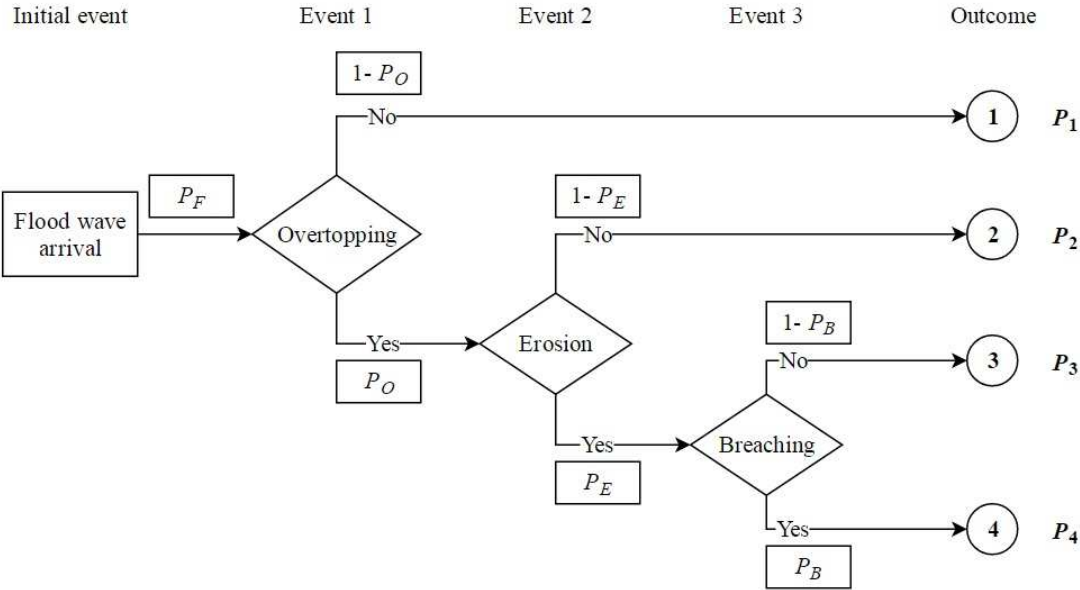 Initial event
Event 1
Event 2
Event 3
Outcome
1- P_O
No
1
P_1
P_F
1- P_E
Flood wave
arrival
Overtopping
No
2
P_2
1- P_B
Yes
Erosion
No
3
P_3
P_O
Yes
Breaching
P_E
Yes
4
P_4
P_B